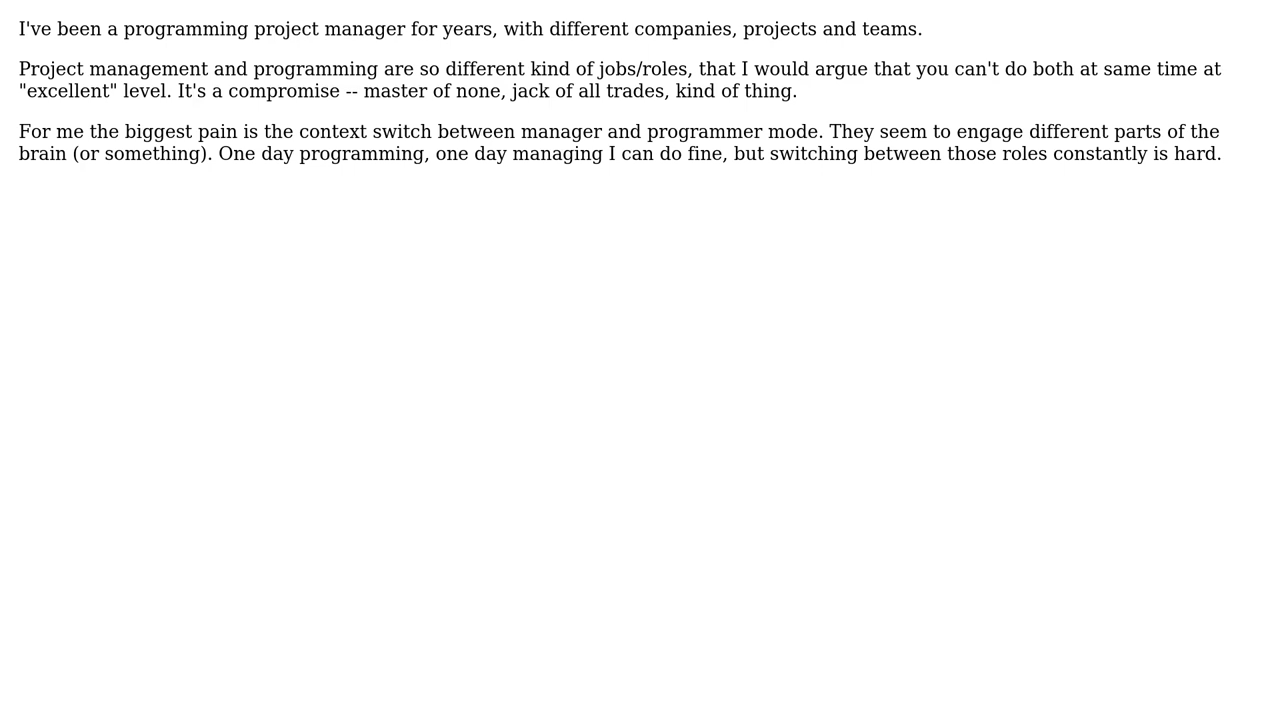 I've been a programming project manager for years, with different companies, projects and teams.
Project management and programming are so different kind of jobs/roles, that I would argue that you can't do both at same time at
"excellent" level. It's a compromise -- master of none, jack of all trades, kind of thing.
For me the biggest pain is the context switch between manager and programmer mode. They seem to engage different parts of the
brain (or something). One day programming, one day managing I can do fine, but switching between those roles constantly is hard.